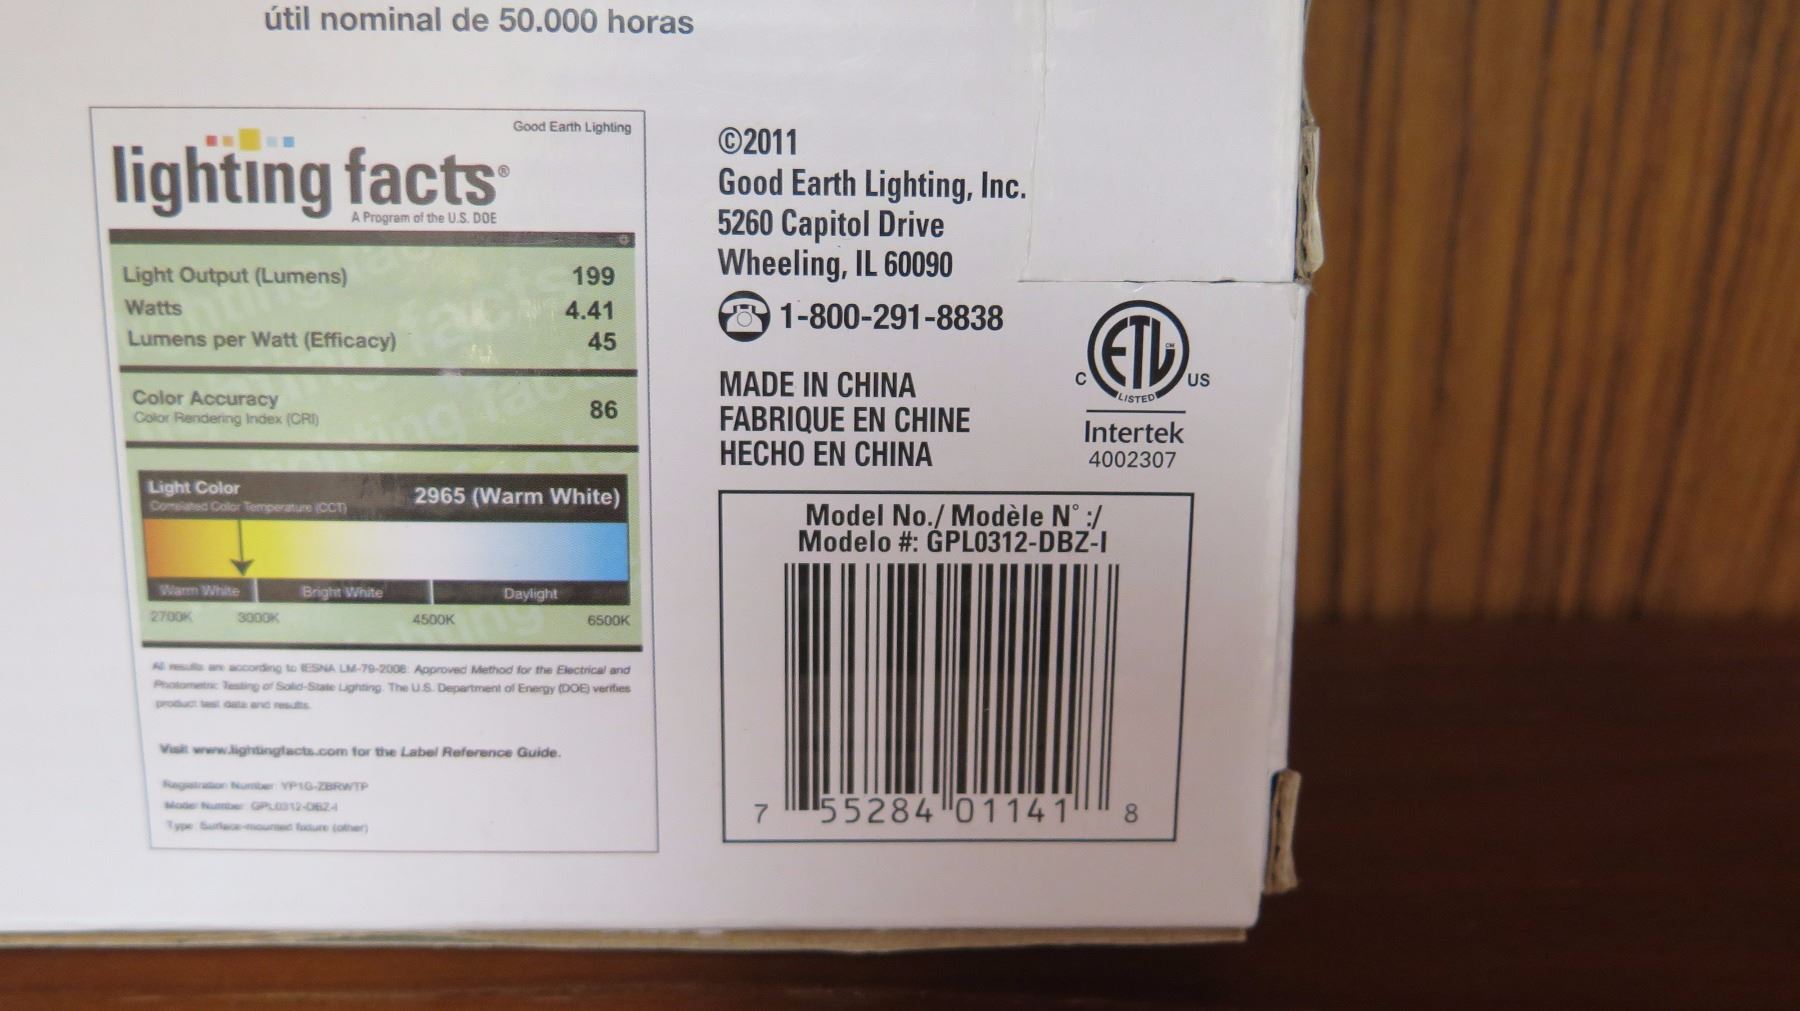 útil nominal de 50.000 horas
Good Earth Lighting
lighting facts®
A Program of the U.S. DOE
Light Output (Lumens) 199
Watts 4.41
Lumens per Watt (Efficacy) 45
Color Accuracy 86
Color Rendering Index (CRI)
Light Color 2965 (Warm White)
Correlated Color Temperature (CCT)
Warm White Bright White Daylight
2700K 3000K 4500K 6500K
All results are according to IESNA LM-79-2008: Approved Method for the Electrical and
Photometric Testing of Solid-State Lighting. The U.S. Department of Energy (DOE) verifies
product test data and results.
Visit www.lightingfacts.com for the Label Reference Guide.
Registration Number: YP1G-ZBRWTP
Model Number: GPL0312-DBZ-I
Type: Surface-mounted fixture (other)
©2011
Good Earth Lighting, Inc.
5260 Capitol Drive
Wheeling, IL 60090
1-800-291-8838
MADE IN CHINA
FABRIQUE EN CHINE
HECHO EN CHINA
ETL CM
C US
LISTED
Intertek
4002307
Model No./ Modèle N° :/
Modelo #: GPL0312-DBZ-I
7 55284 01141 8